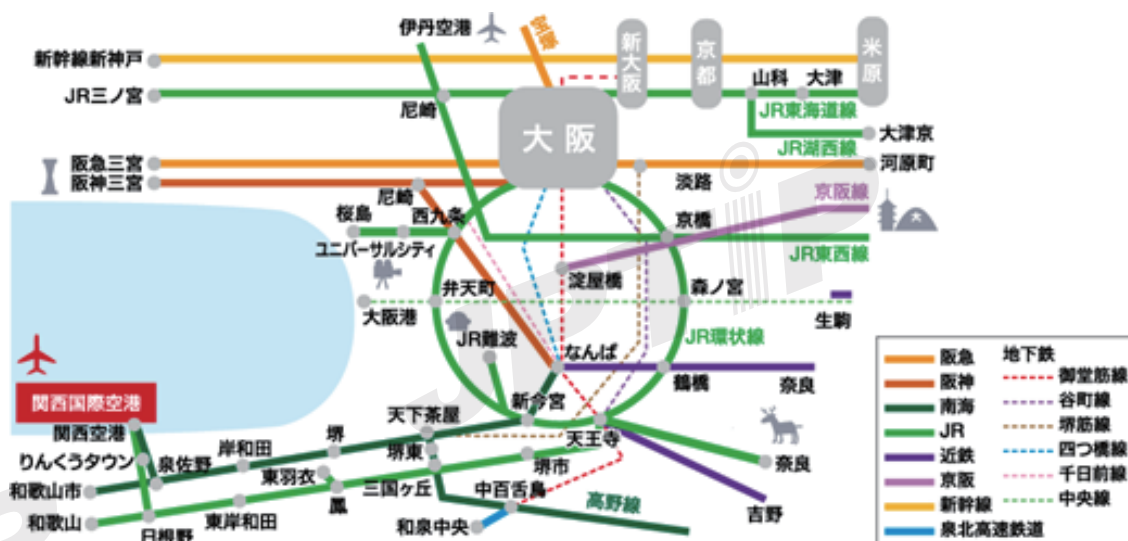 伊丹空港
宝塚
新大阪
京都
米原
新幹線新神戸
山科
大津
JR三ノ宮
尼崎
JR東海道線
大阪
大津京
JR湖西線
阪急三宮
河原町
阪神三宮
尼崎
淡路
京阪線
桜島
西九条
京橋
ユニバーサルシティ
JR東西線
淀屋橋
弁天町
森ノ宮
大阪港
生駒
JR難波
JR環状線
なんば
鶴橋
奈良
関西国際空港
新今宮
関西空港
天下茶屋
天王寺
りんくうタウン
泉佐野
岸和田
堺
堺東
東羽衣
堺市
奈良
和歌山市
三国ヶ丘
中百舌鳥
高野線
吉野
和歌山
日根野
東岸和田
鳳
和泉中央
大
JPTIP
阪急
阪神
南海
JR
近鉄
京阪
新幹線
泉北高速鉄道
地下鉄
御堂筋線
谷町線
堺筋線
四つ橋線
千日前線
中央線